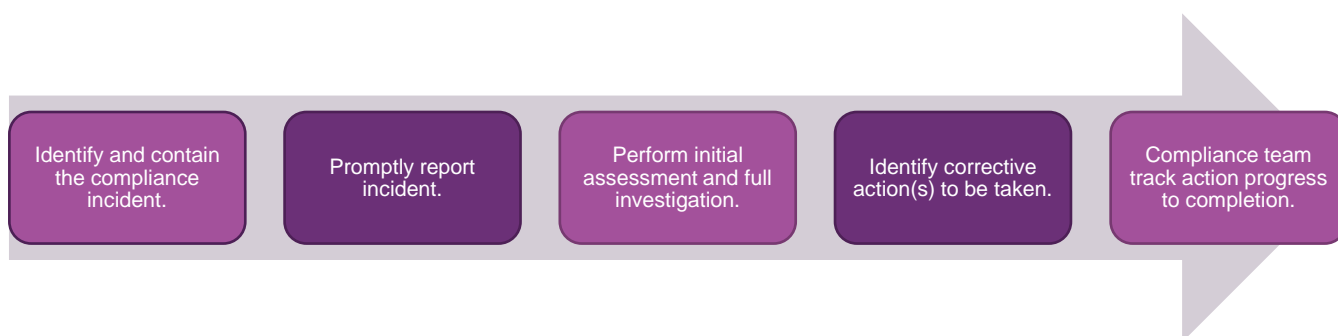 Identify and contain
the compliance
incident.
Promptly report
incident.
Perform initial
assessment and full
investigation.
Identify corrective
action(s) to be taken.
Compliance team
track action progress
to completion.